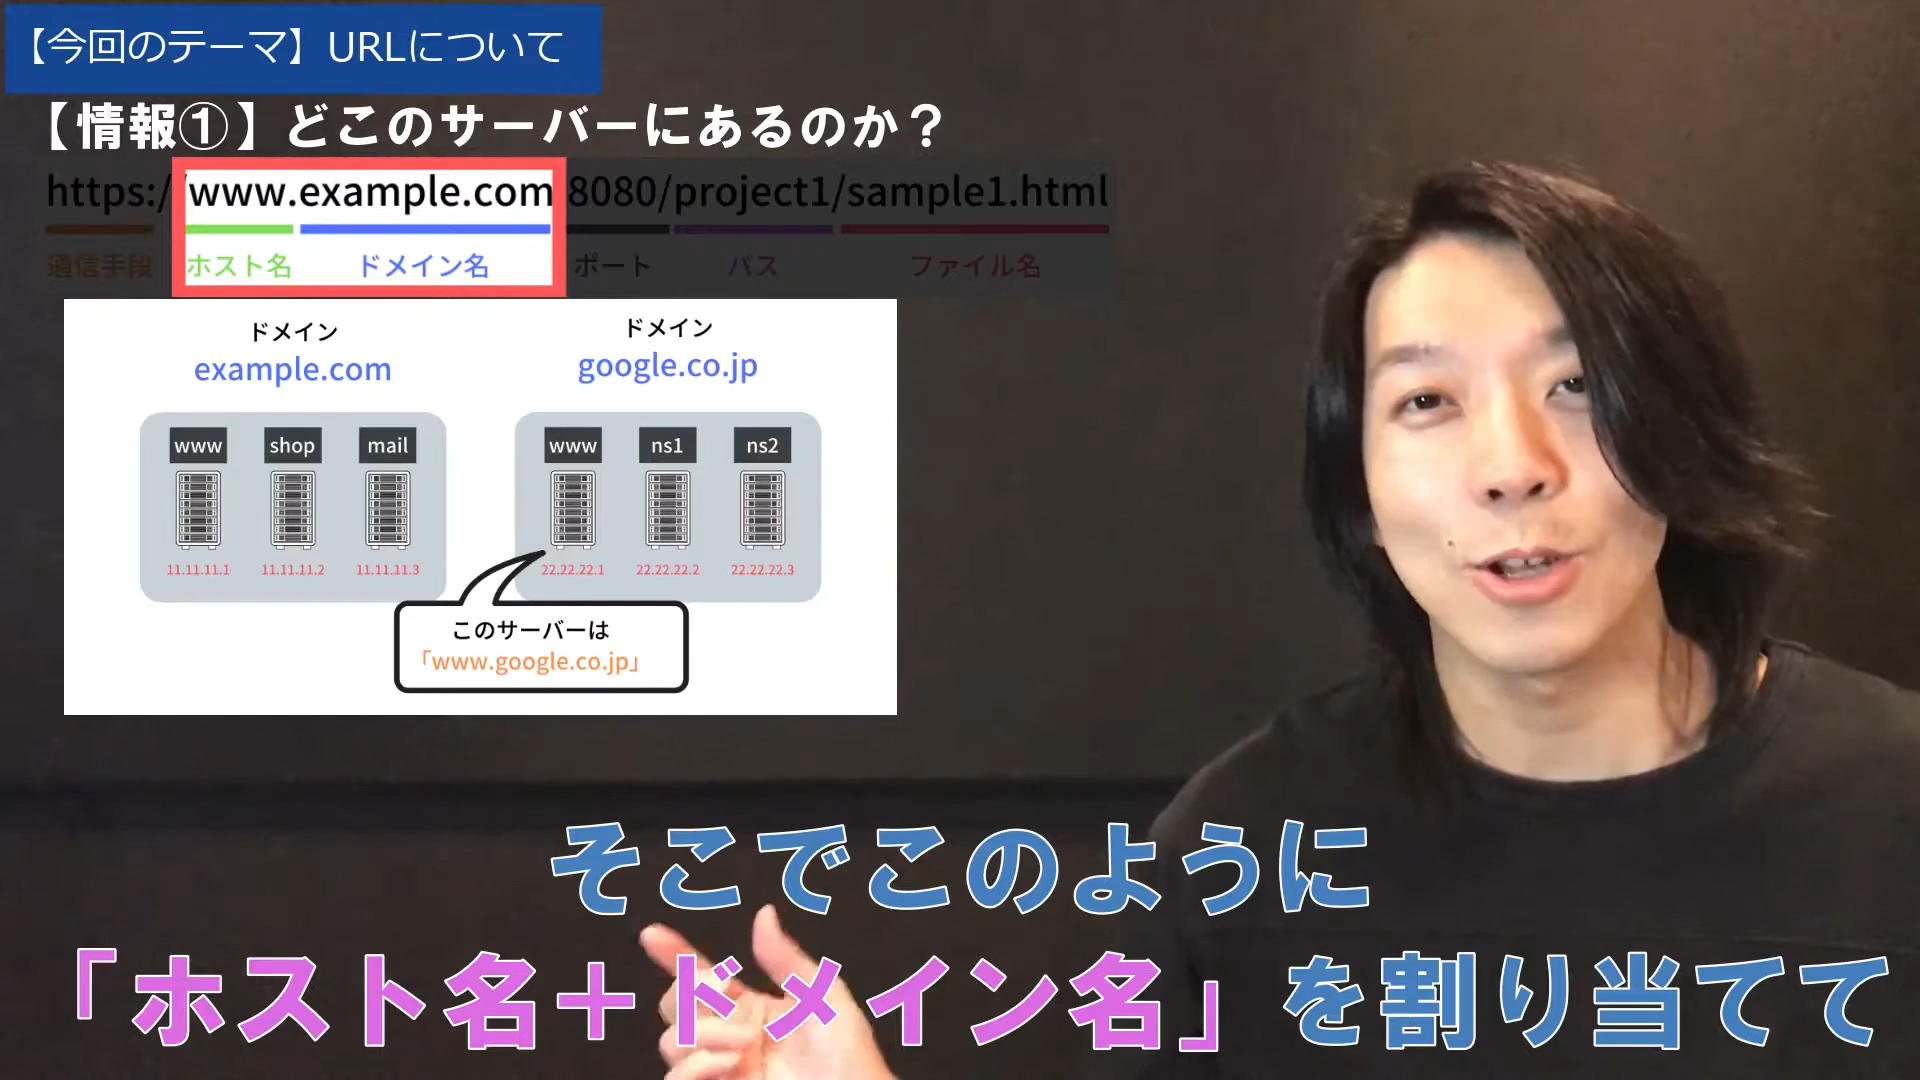 【今回のテーマ】URLについて
【情報①】どこのサーバーにあるのか？
https://www.example.com 8080/project1/sample1.html
通信手段 ホスト名 ドメイン名 ポート パス ファイル名
ドメイン ドメイン
example.com google.co.jp
www shop mail www ns1 ns2
11.11.11.1 11.11.11.2 11.11.11.3 22.22.22.1 22.22.22.2 22.22.22.3
このサーバーは
「www.google.co.jp」
そこでこのように
「ホスト名＋ドメイン名」を割り当てて